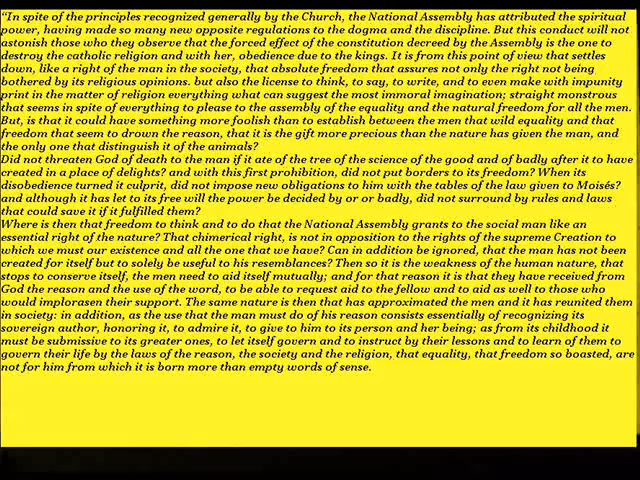 “In spite of the principles recognized generally by the Church, the National Assembly has attributed the spiritual
power, having made so many new opposite regulations to the dogma and the discipline. But this conduct will not
astonish those who they observe that the forced effect of the constitution decreed by the Assembly is the one to
destroy the catholic religion and with her, obedience due to the kings. It is from this point of view that settles
down, like a right of the man in the society, that absolute freedom that assures not only the right not being
bothered by its religious opinions. but also the license to think, to say, to write, and to even make with impunity
print in the matter of religion everything what can suggest the most immoral imagination; straight monstrous
that seems in spite of everything to please to the assembly of the equality and the natural freedom for all the men.
But, is that it could have something more foolish than to establish between the men that wild equality and that
freedom that seem to drown the reason, that it is the gift more precious than the nature has given the man, and
the only one that distinguish it of the animals?
Did not threaten God of death to the man if it ate of the tree of the science of the good and of badly after it to have
created in a place of delights? and with this first prohibition, did not put borders to its freedom? When its
disobedience turned it culprit, did not impose new obligations to him with the tables of the law given to Moisés?
and although it has let to its free will the power be decided by or or badly, did not surround by rules and laws
that could save it if it fulfilled them?
Where is then that freedom to think and to do that the National Assembly grants to the social man like an
essential right of the nature? That chimerical right, is not in opposition to the rights of the supreme Creation to
which we must our existence and all the one that we have? Can in addition be ignored, that the man has not been
created for itself but to solely be useful to his resemblances? Then so it is the weakness of the human nature, that
stops to conserve itself, the men need to aid itself mutually; and for that reason it is that they have received from
God the reason and the use of the word, to be able to request aid to the fellow and to aid as well to those who
would implorasen their support. The same nature is then that has approximated the men and it has reunited them
in society: in addition, as the use that the man must do of his reason consists essentially of recognizing its
sovereign author, honoring it, to admire it, to give to him to its person and her being; as from its childhood it
must be submissive to its greater ones, to let itself govern and to instruct by their lessons and to learn of them to
govern their life by the laws of the reason, the society and the religion, that equality, that freedom so boasted, are
not for him from which it is born more than empty words of sense.